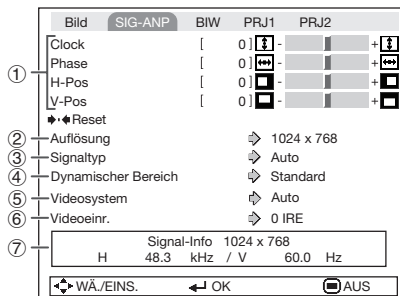 Bild SIG-ANP BIW PRJ1 PRJ2
① Clock [ 0 ] - +
Phase [ 0 ] - +
H-Pos [ 0 ] - +
V-Pos [ 0 ] - +
Reset
② Auflösung 1024 x 768
③ Signaltyp Auto
④ Dynamischer Bereich Standard
⑤ Videosystem Auto
⑥ Videoeinr. 0 IRE
⑦ Signal-Info 1024 x 768
H 48.3 kHz / V 60.0 Hz
WÄ./EINS. OK AUS